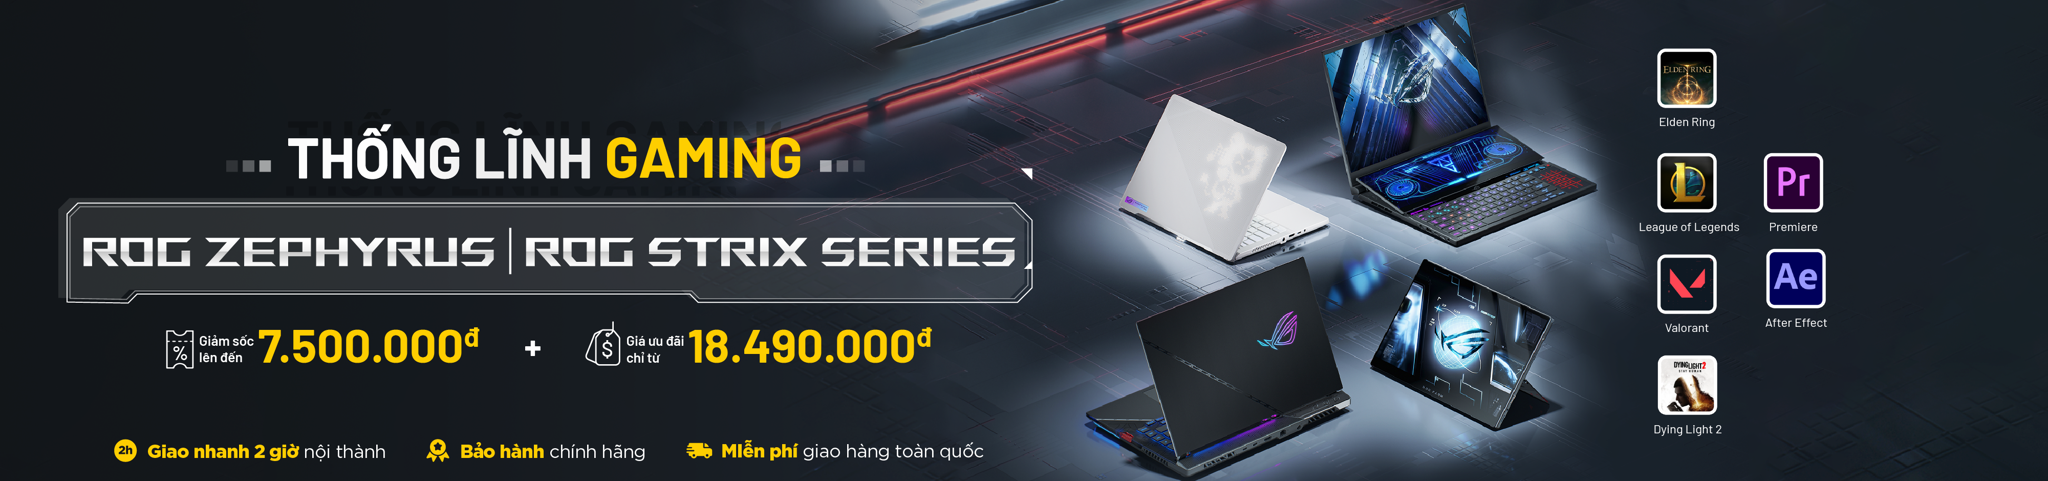 THỐNG LĨNH GAMING
ROG ZEPHYRUS | ROG STRIX SERIES
Giảm sốc
lên đến
7.500.000đ
+
Giá ưu đãi
chỉ từ
18.490.000đ
2h
Giao nhanh 2 giờ nội thành
Bảo hành chính hãng
Miễn phí giao hàng toàn quốc
ELDEN RING
Elden Ring
League of Legends
Pr
Premiere
Valorant
Ae
After Effect
DYING LIGHT 2
Dying Light 2